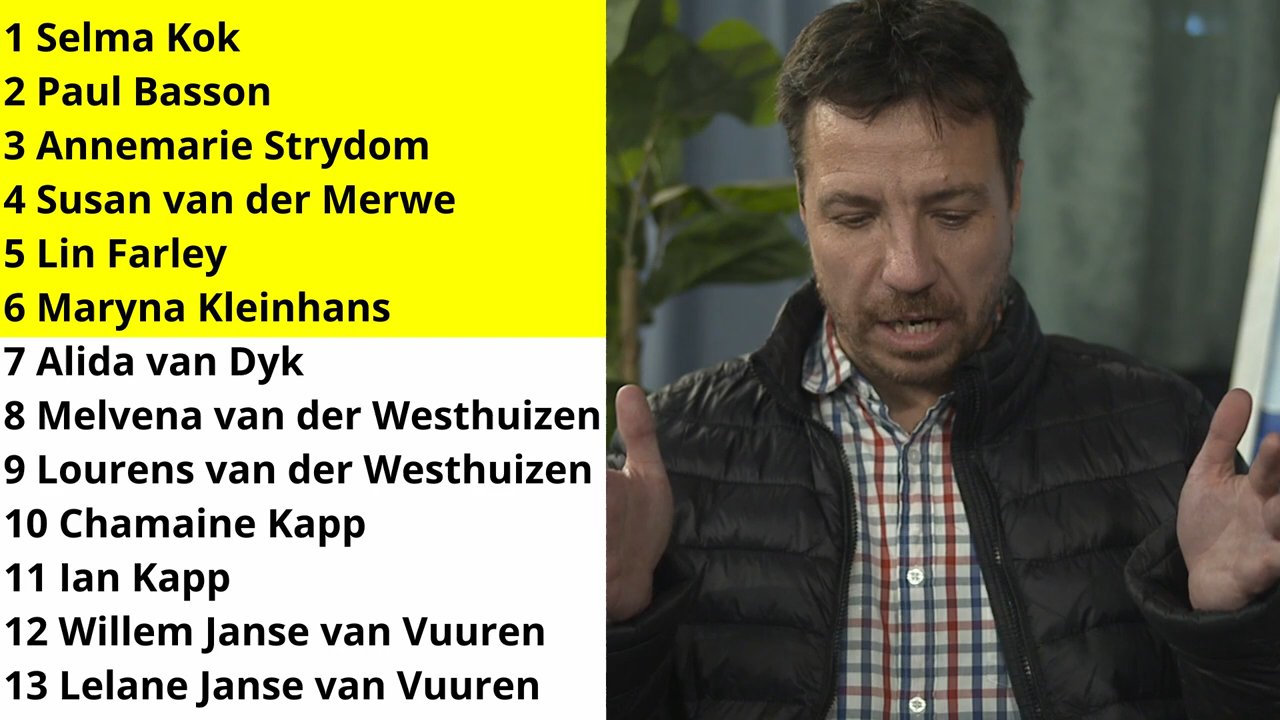 1 Selma Kok
2 Paul Basson
3 Annemarie Strydom
4 Susan van der Merwe
5 Lin Farley
6 Maryna Kleinhans
7 Alida van Dyk
8 Melvena van der Westhuizen
9 Lourens van der Westhuizen
10 Chamaine Kapp
11 Ian Kapp
12 Willem Janse van Vuuren
13 Lelane Janse van Vuuren